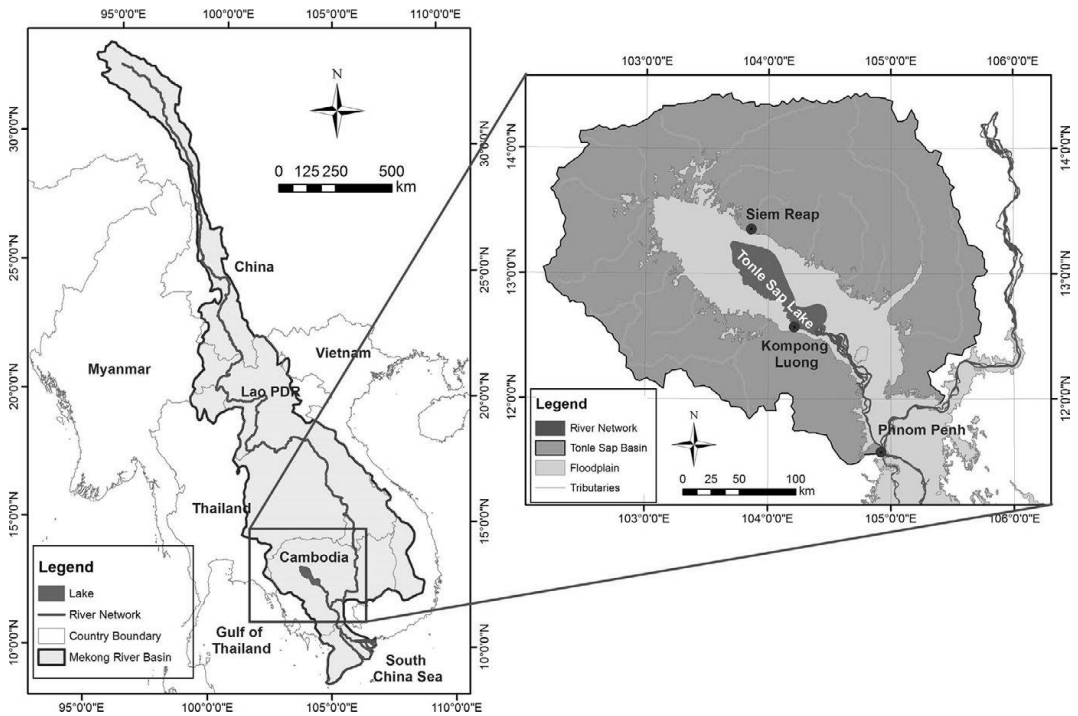 95°0'0"E 100°0'0"E 105°0'0"E 110°0'0"E
30°0'0"N
25°0'0"N
20°0'0"N
15°0'0"N
10°0'0"N
N
0 125 250 500
km
China
Myanmar
Vietnam
Lao PDR
Thailand
Cambodia
Gulf of
Thailand
South
China Sea
Legend
Lake
River Network
Country Boundary
Mekong River Basin
30°0'0"N
25°0'0"N
20°0'0"N
15°0'0"N
10°0'0"N
95°0'0"E 100°0'0"E 105°0'0"E 110°0'0"E
103°0'0"E 104°0'0"E 105°0'0"E 106°0'0"E
14°0'0"N
13°0'0"N
12°0'0"N
Siem Reap
Tonle Sap Lake
Kompong
Luong
Phnom Penh
Legend
River Network
Tonle Sap Basin
Floodplain
Tributaries
N
0 25 50 100
km
14°0'0"N
13°0'0"N
12°0'0"N
103°0'0"E 104°0'0"E 105°0'0"E 106°0'0"E